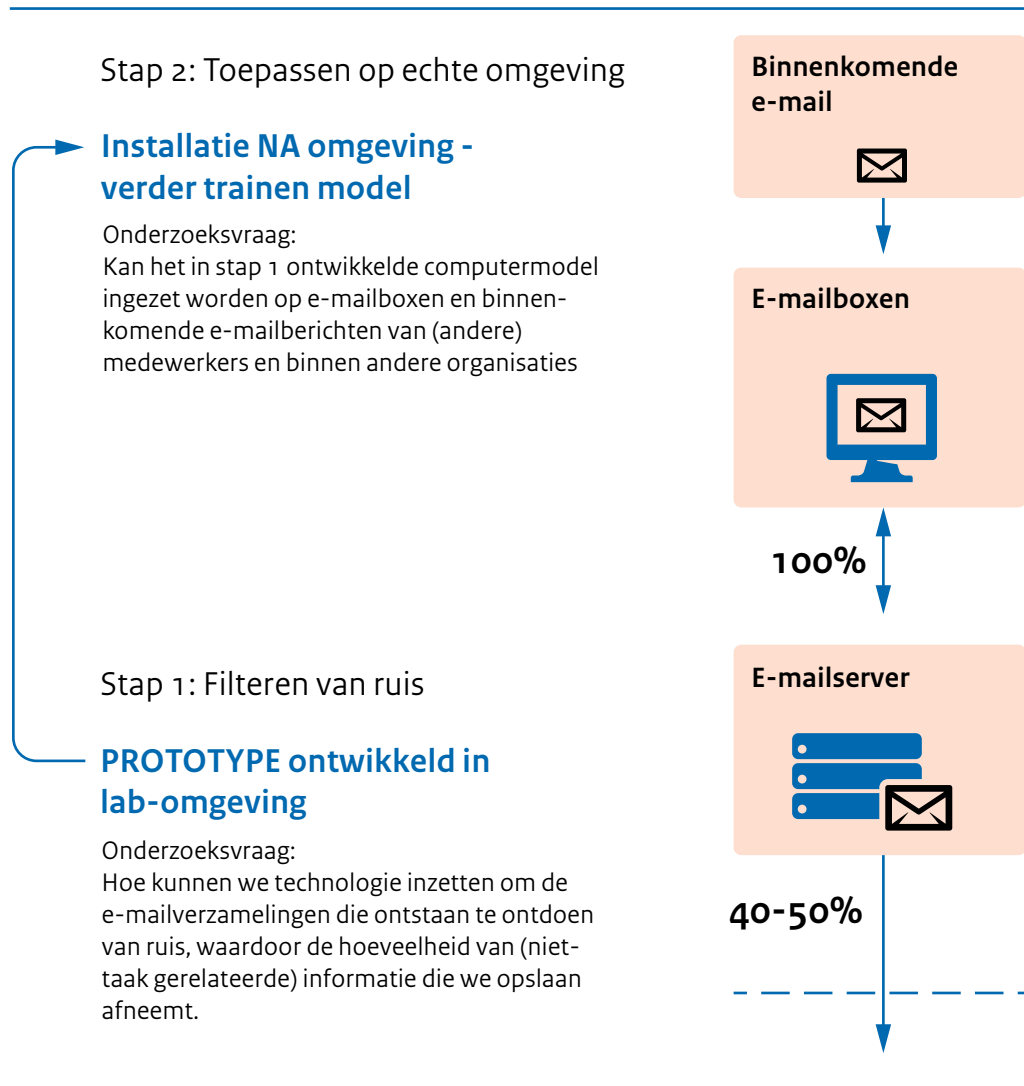 Stap 2: Toepassen op echte omgeving
Installatie NA omgeving -
verder trainen model
Onderzoeksvraag:
Kan het in stap 1 ontwikkelde computermodel
ingezet worden op e-mailboxen en binnen-
komende e-mailberichten van (andere)
medewerkers en binnen andere organisaties
Stap 1: Filteren van ruis
PROTOTYPE ontwikkeld in
lab-omgeving
Onderzoeksvraag:
Hoe kunnen we technologie inzetten om de
e-mailverzamelingen die ontstaan te ontdoen
van ruis, waardoor de hoeveelheid van (niet-
taak gerelateerde) informatie die we opslaan
afneemt.
Binnenkomende
e-mail
E-mailboxen
100%
E-mailserver
40-50%